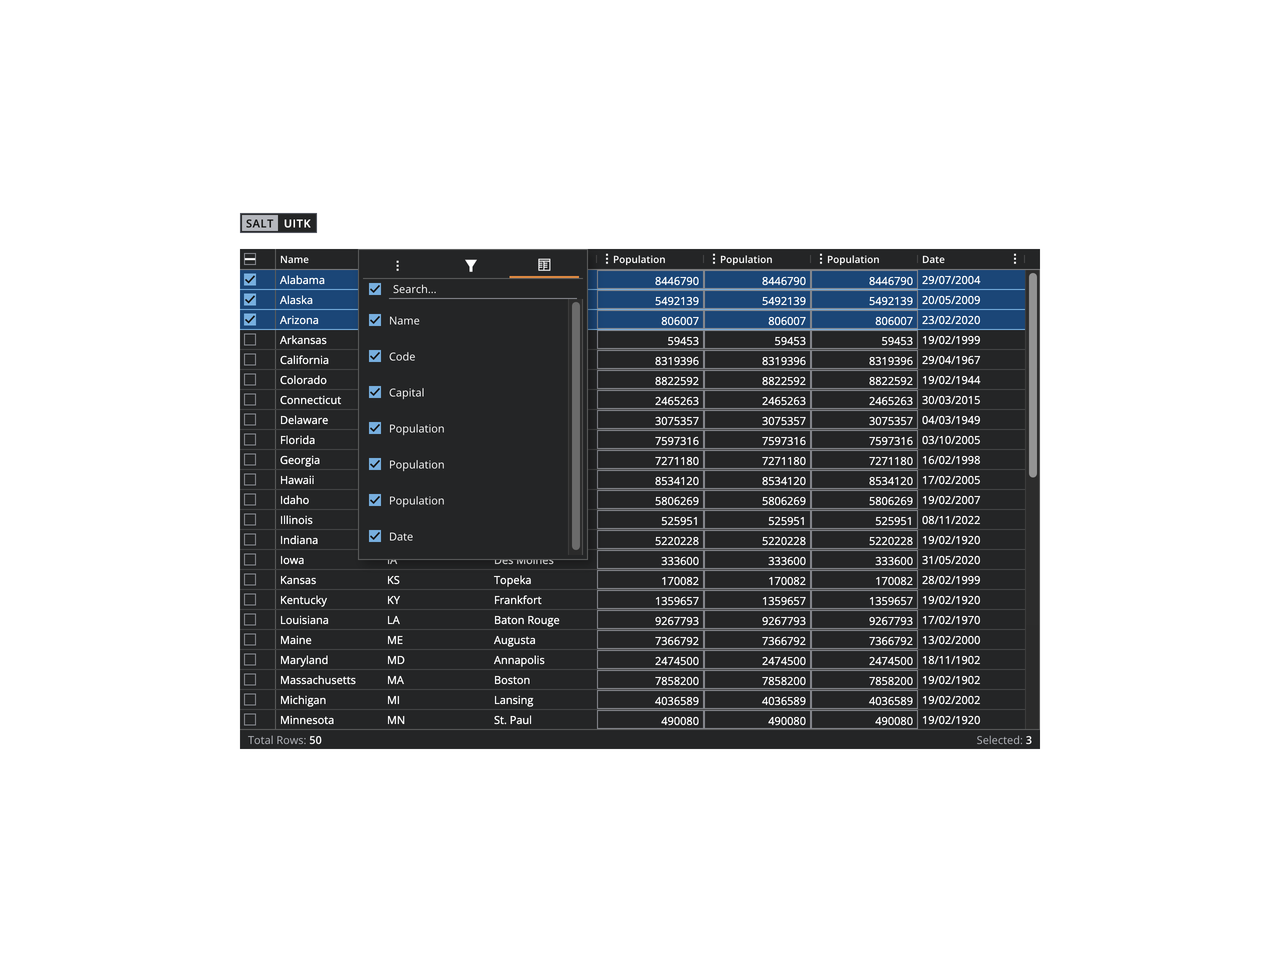 SALT UITK
Name Population Population Population Date
Search...
Name
Code
Capital
Population
Population
Population
Date
Alabama 8446790 8446790 8446790 29/07/2004
Alaska 5492139 5492139 5492139 20/05/2009
Arizona 806007 806007 806007 23/02/2020
Arkansas 59453 59453 59453 19/02/1999
California 8319396 8319396 8319396 29/04/1967
Colorado 8822592 8822592 8822592 19/02/1944
Connecticut 2465263 2465263 2465263 30/03/2015
Delaware 3075357 3075357 3075357 04/03/1949
Florida 7597316 7597316 7597316 03/10/2005
Georgia 7271180 7271180 7271180 16/02/1998
Hawaii 8534120 8534120 8534120 17/02/2005
Idaho 5806269 5806269 5806269 19/02/2007
Illinois 525951 525951 525951 08/11/2022
Indiana 5220228 5220228 5220228 19/02/1920
Iowa IA Des Moines 333600 333600 333600 31/05/2020
Kansas KS Topeka 170082 170082 170082 28/02/1999
Kentucky KY Frankfort 1359657 1359657 1359657 19/02/1920
Louisiana LA Baton Rouge 9267793 9267793 9267793 17/02/1970
Maine ME Augusta 7366792 7366792 7366792 13/02/2000
Maryland MD Annapolis 2474500 2474500 2474500 18/11/1902
Massachusetts MA Boston 7858200 7858200 7858200 19/02/1902
Michigan MI Lansing 4036589 4036589 4036589 19/02/2002
Minnesota MN St. Paul 490080 490080 490080 19/02/1920
Total Rows: 50 Selected: 3